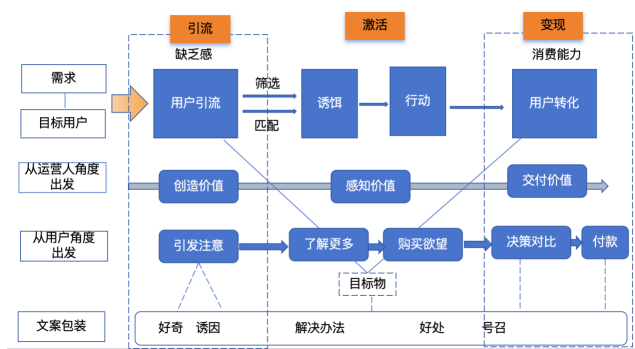 引流
激活
变现
缺乏感
消费能力
需求
目标用户
用户引流
筛选
匹配
诱饵
行动
用户转化
从运营人角度
出发
创造价值
感知价值
交付价值
从用户角度
出发
引发注意
了解更多
购买欲望
决策对比
付款
目标物
文案包装
好奇 诱因
解决办法
好处
号召